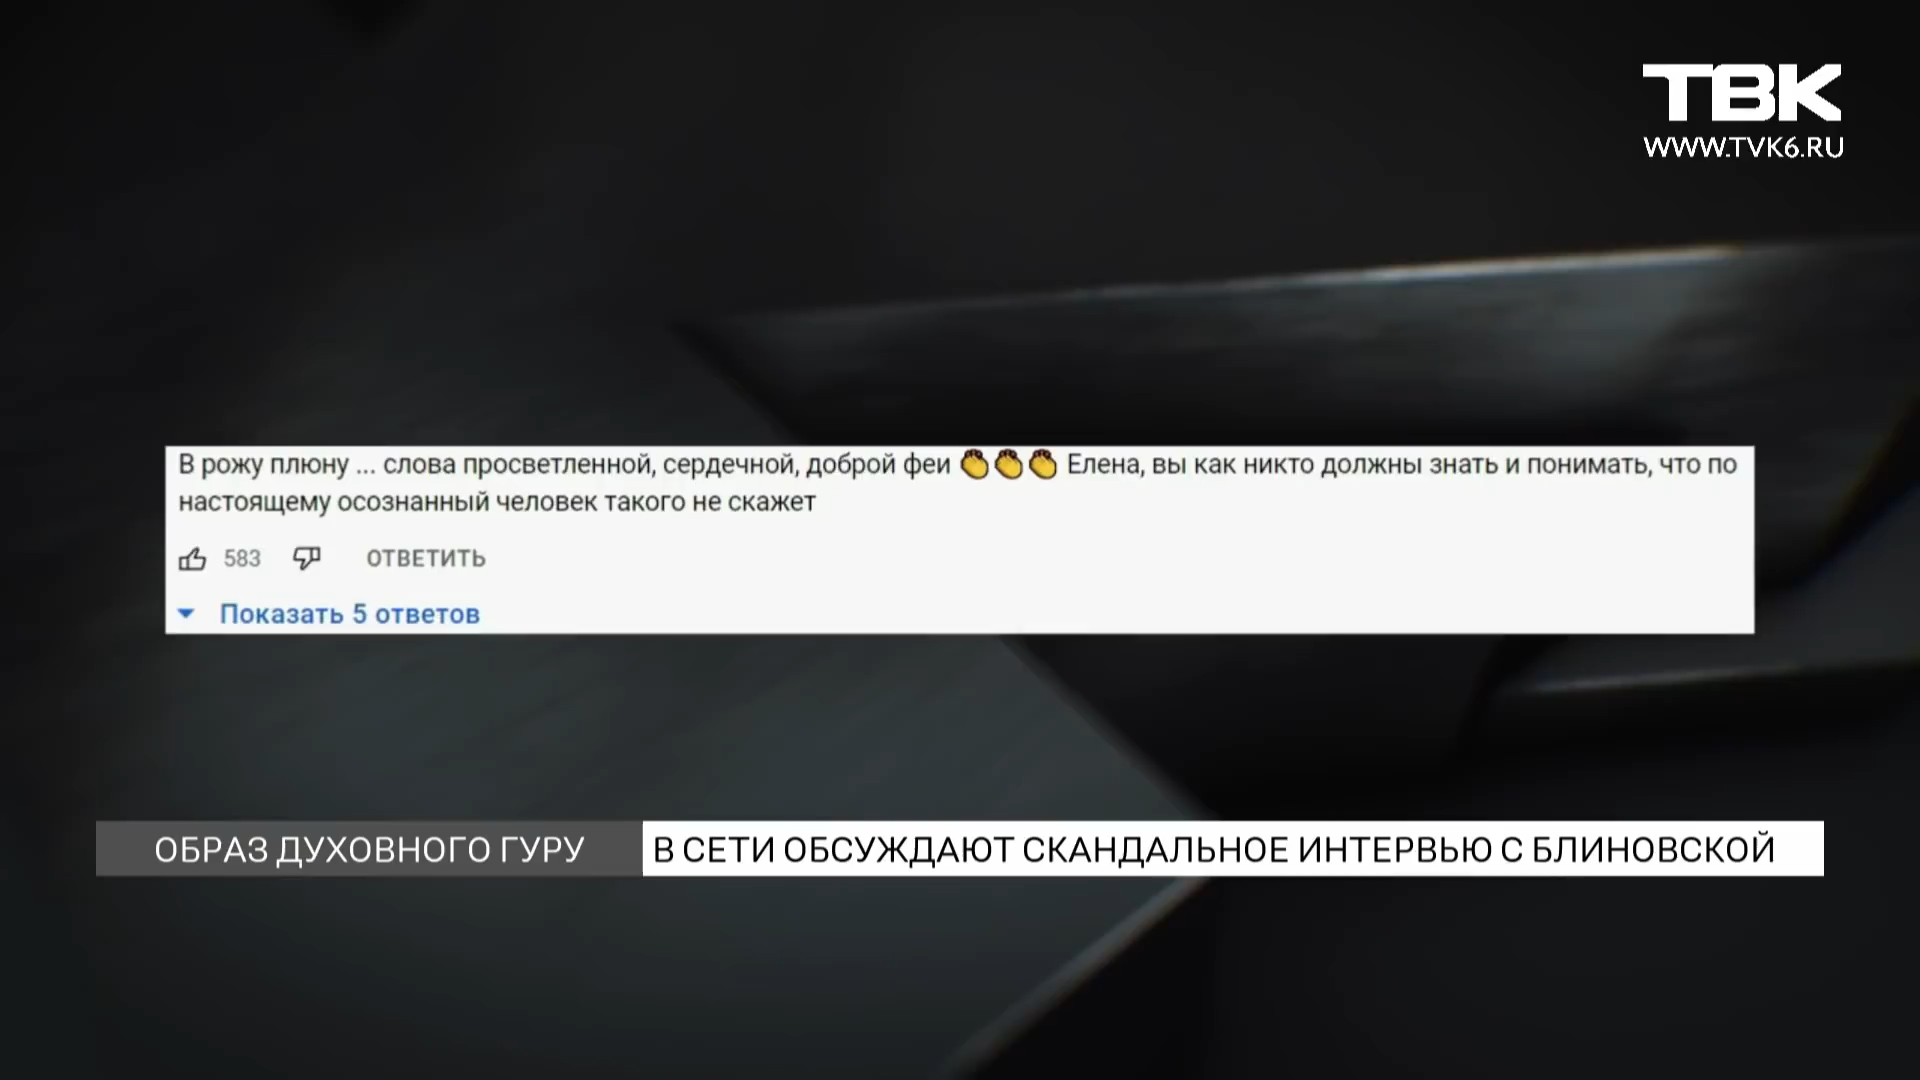 ТВК
WWW.TVK6.RU
В рожу плюну ... слова просветленной, сердечной, доброй феи 👏👏👏 Елена, вы как никто должны знать и понимать, что по
настоящему осознанный человек такого не скажет
583 ОТВЕТИТЬ
Показать 5 ответов
ОБРАЗ ДУХОВНОГО ГУРУ В СЕТИ ОБСУЖДАЮТ СКАНДАЛЬНОЕ ИНТЕРВЬЮ С БЛИНОВСКОЙ